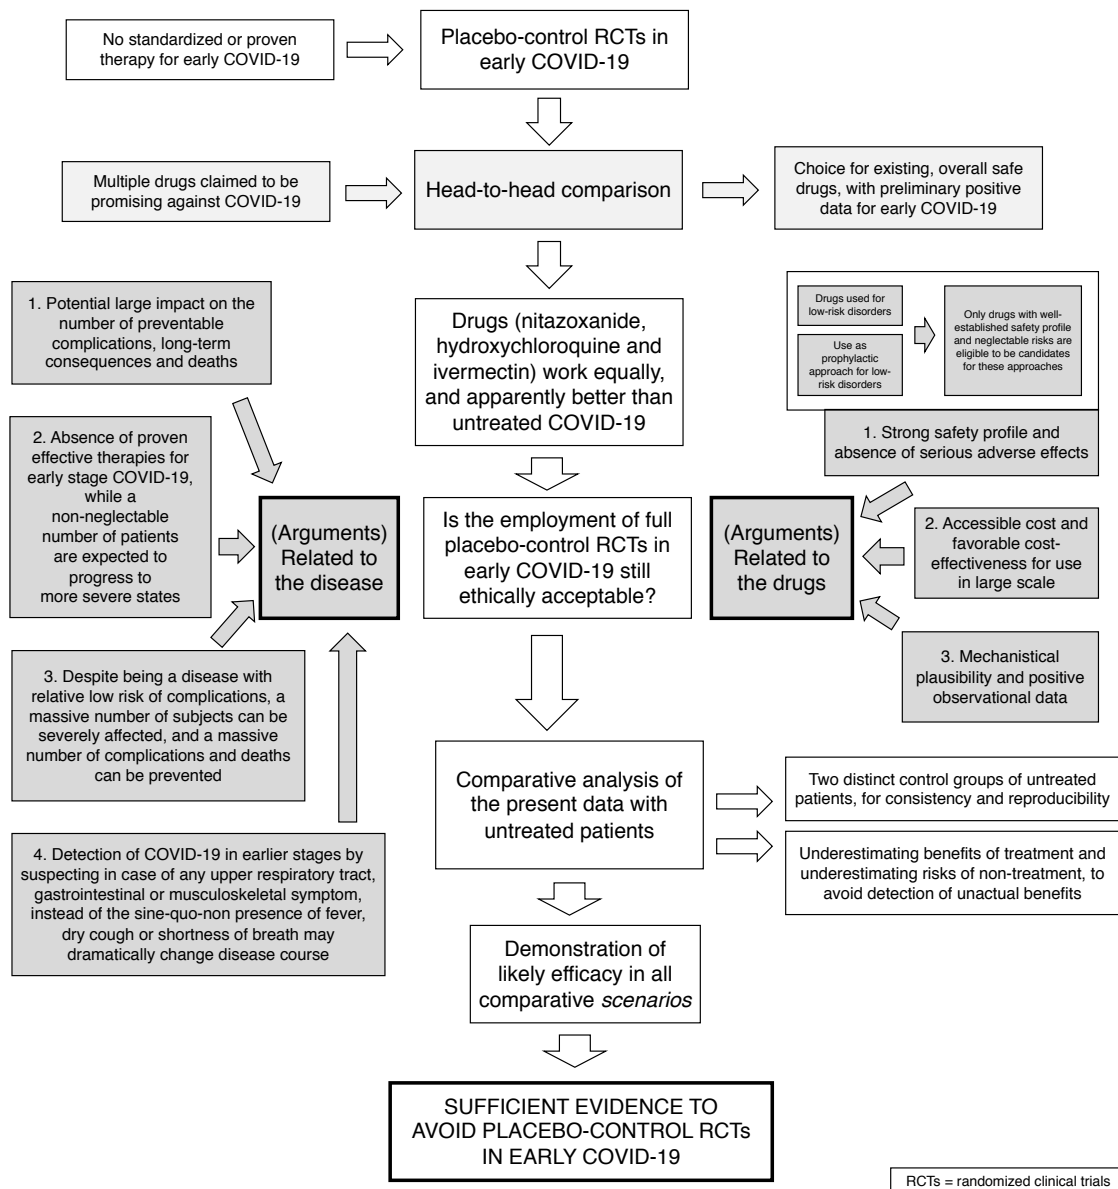 No standardized or proven
therapy for early COVID-19
Placebo-control RCTs in
early COVID-19
Multiple drugs claimed to be
promising against COVID-19
Head-to-head comparison
Choice for existing, overall safe
drugs, with preliminary positive
data for early COVID-19
1. Potential large impact on the
number of preventable
complications, long-term
consequences and deaths
Drugs (nitazoxanide,
hydroxychloroquine and
ivermectin) work equally,
and apparently better than
untreated COVID-19
Drugs used for
low-risk disorders
Use as
prophylactic
approach for low-
risk disorders
Only drugs with well-
established safety profile
and neglectable risks are
eligible to be candidates
for these approaches
1. Strong safety profile and
absence of serious adverse effects
2. Absence of proven
effective therapies for
early stage COVID-19,
while a
non-neglectable
number of patients
are expected to
progress to
more severe states
(Arguments)
Related to
the disease
Is the employment of full
placebo-control RCTs in
early COVID-19 still
ethically acceptable?
(Arguments)
Related to
the drugs
2. Accessible cost and
favorable cost-
effectiveness for use
in large scale
3. Mechanistical
plausibility and positive
observational data
3. Despite being a disease with
relative low risk of complications, a
massive number of subjects can be
severely affected, and a massive
number of complications and deaths
can be prevented
Comparative analysis of
the present data with
untreated patients
Two distinct control groups of untreated
patients, for consistency and reproducibility
Underestimating benefits of treatment and
underestimating risks of non-treatment, to
avoid detection of unactual benefits
4. Detection of COVID-19 in earlier stages by
suspecting in case of any upper respiratory tract,
gastrointestinal or musculoskeletal symptom,
instead of the sine-quo-non presence of fever,
dry cough or shortness of breath may
dramatically change disease course
Demonstration of
likely efficacy in all
comparative scenarios
SUFFICIENT EVIDENCE TO
AVOID PLACEBO-CONTROL RCTs
IN EARLY COVID-19
RCTs = randomized clinical trials